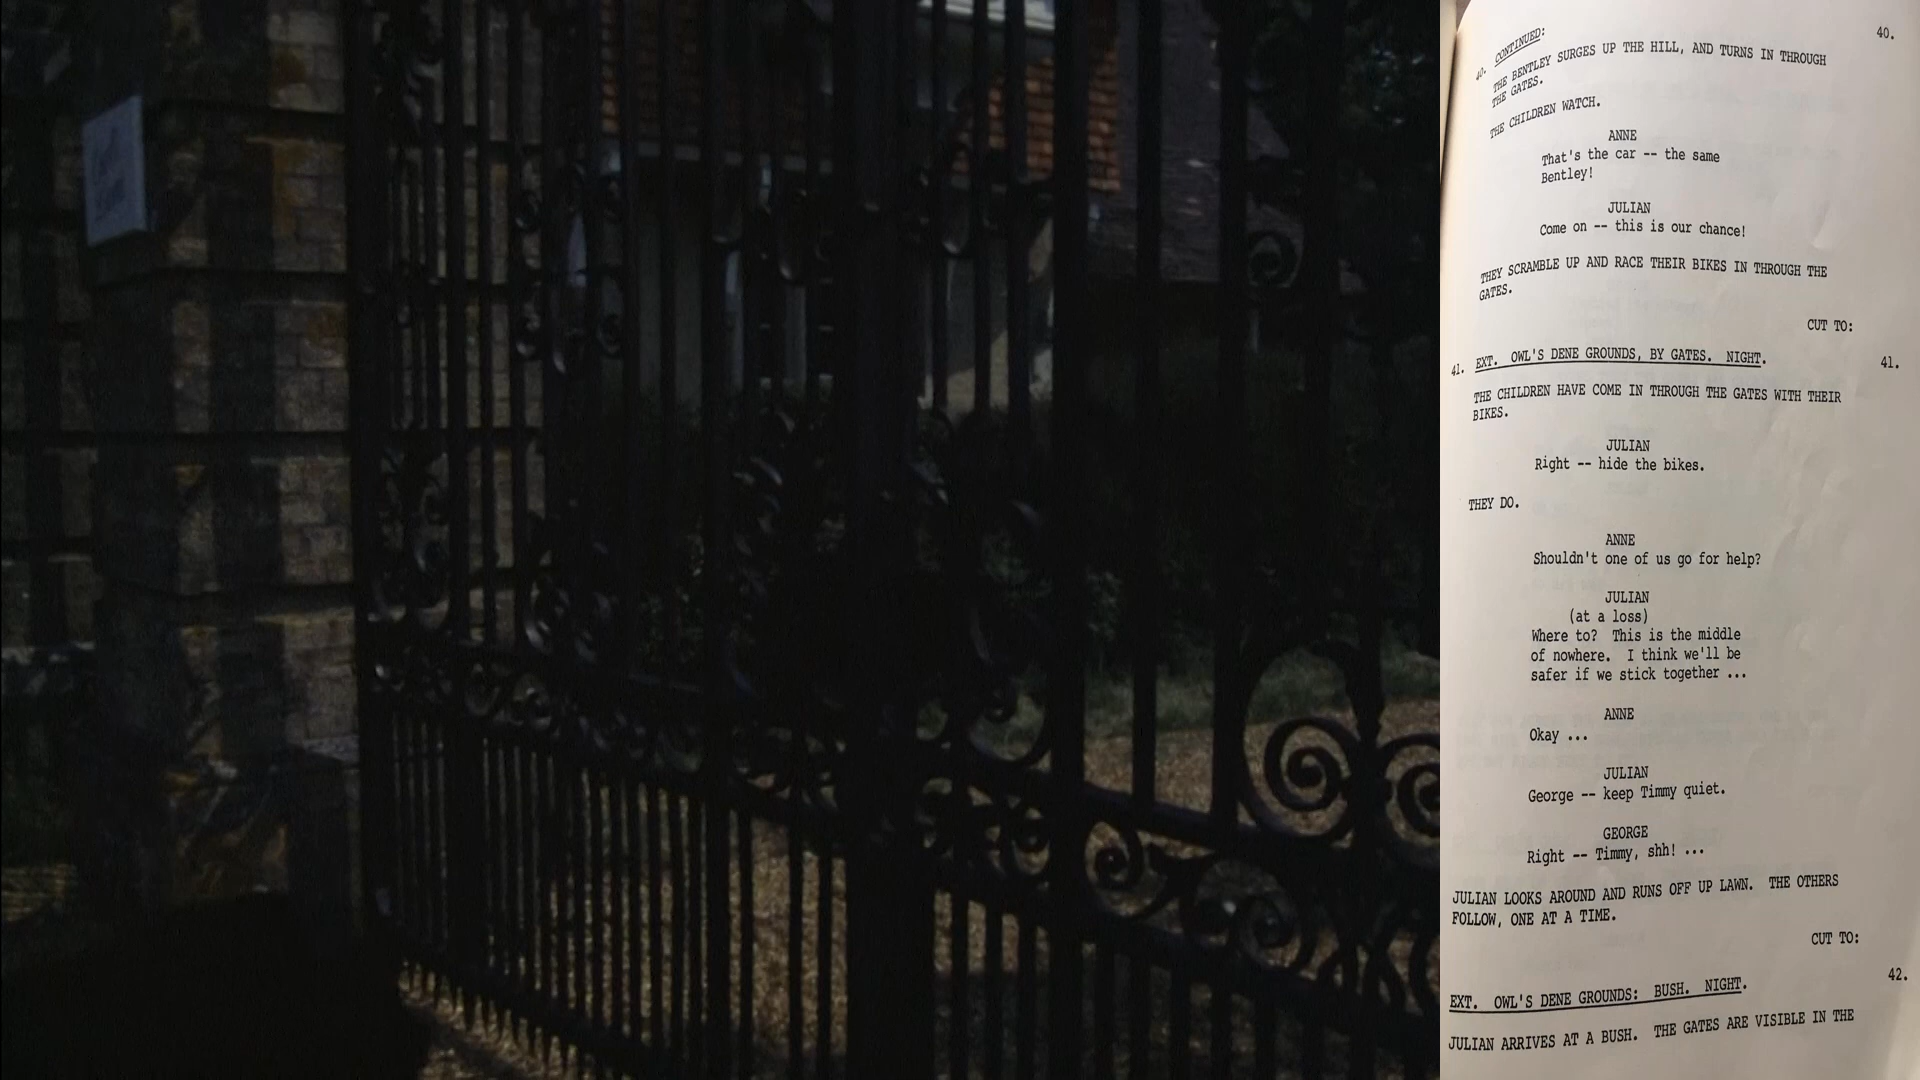 40. CONTINUED: 40.
THE BENTLEY SURGES UP THE HILL, AND TURNS IN THROUGH
THE GATES.
THE CHILDREN WATCH.
ANNE
That's the car -- the same
Bentley!
JULIAN
Come on -- this is our chance!
THEY SCRAMBLE UP AND RACE THEIR BIKES IN THROUGH THE
GATES.
CUT TO:
41. EXT. OWL'S DENE GROUNDS, BY GATES. NIGHT. 41.
THE CHILDREN HAVE COME IN THROUGH THE GATES WITH THEIR
BIKES.
JULIAN
Right -- hide the bikes.
THEY DO.
ANNE
Shouldn't one of us go for help?
JULIAN
(at a loss)
Where to? This is the middle
of nowhere. I think we'll be
safer if we stick together ...
ANNE
Okay ...
JULIAN
George -- keep Timmy quiet.
GEORGE
Right -- Timmy, shh! ...
JULIAN LOOKS AROUND AND RUNS OFF UP LAWN. THE OTHERS
FOLLOW, ONE AT A TIME.
CUT TO:
EXT. OWL'S DENE GROUNDS: BUSH. NIGHT. 42.
JULIAN ARRIVES AT A BUSH. THE GATES ARE VISIBLE IN THE